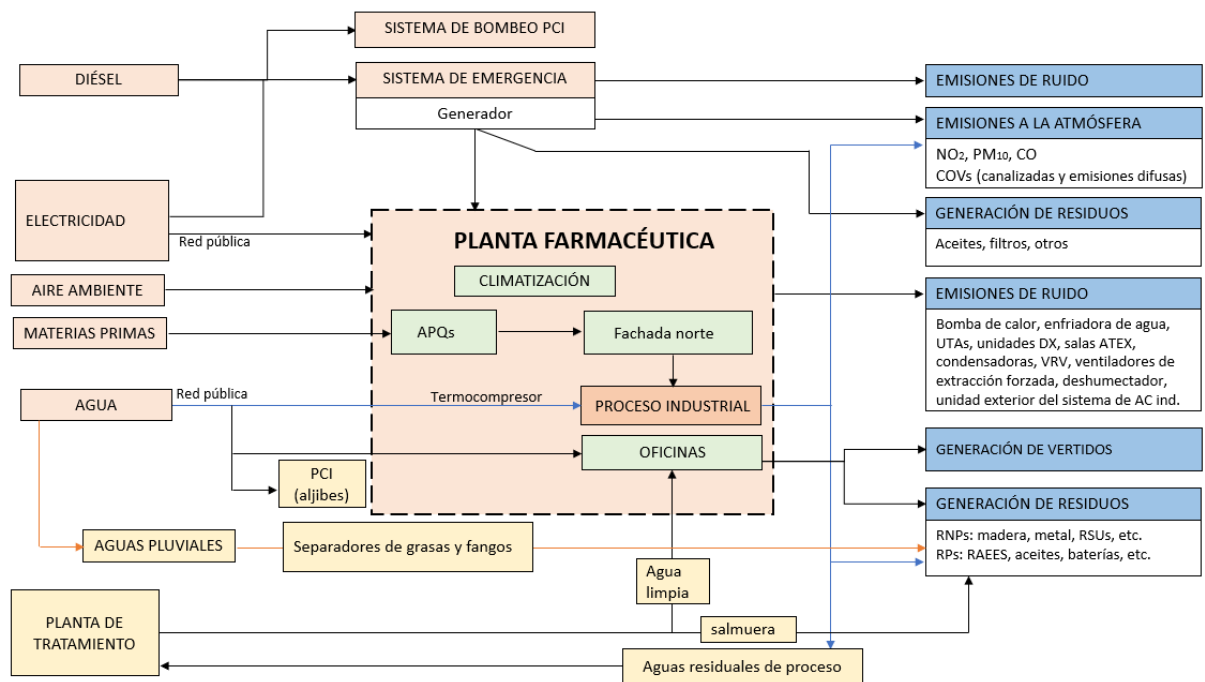 SISTEMA DE BOMBEO PCI
DIÉSEL
SISTEMA DE EMERGENCIA
Generador
EMISIONES DE RUIDO
EMISIONES A LA ATMÓSFERA
NO₂, PM₁₀, CO
COVs (canalizadas y emisiones difusas)
ELECTRICIDAD
Red pública
GENERACIÓN DE RESIDUOS
Aceites, filtros, otros
PLANTA FARMACÉUTICA
CLIMATIZACIÓN
AIRE AMBIENTE
MATERIAS PRIMAS
APQs
Fachada norte
EMISIONES DE RUIDO
Bomba de calor, enfriadora de agua,
UTAs, unidades DX, salas ATEX,
condensadoras, VRV, ventiladores de
extracción forzada, deshumectador,
unidad exterior del sistema de AC ind.
AGUA
Red pública
Termocompresor
PROCESO INDUSTRIAL
OFICINAS
PCI
(aljibes)
GENERACIÓN DE VERTIDOS
GENERACIÓN DE RESIDUOS
RNPs: madera, metal, RSUs, etc.
RPs: RAEES, aceites, baterías, etc.
AGUAS PLUVIALES
Separadores de grasas y fangos
Agua
limpia
PLANTA DE
TRATAMIENTO
salmuera
Aguas residuales de proceso